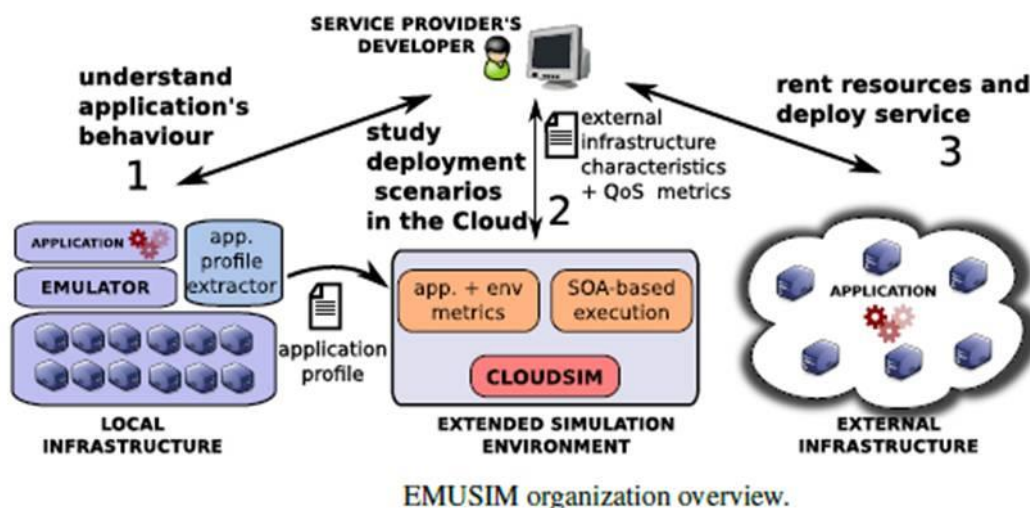 SERVICE PROVIDER'S
DEVELOPER
understand
application's
behaviour
1
study
deployment
scenarios
in the Cloud
2
external
infrastructure
characteristics
+ QoS metrics
rent resources and
deploy service
3
APPLICATION
EMULATOR
app.
profile
extractor
application
profile
app. + env
metrics
SOA-based
execution
CLOUDSIM
APPLICATION
LOCAL
INFRASTRUCTURE
EXTENDED SIMULATION
ENVIRONMENT
EXTERNAL
INFRASTRUCTURE
EMUSIM organization overview.